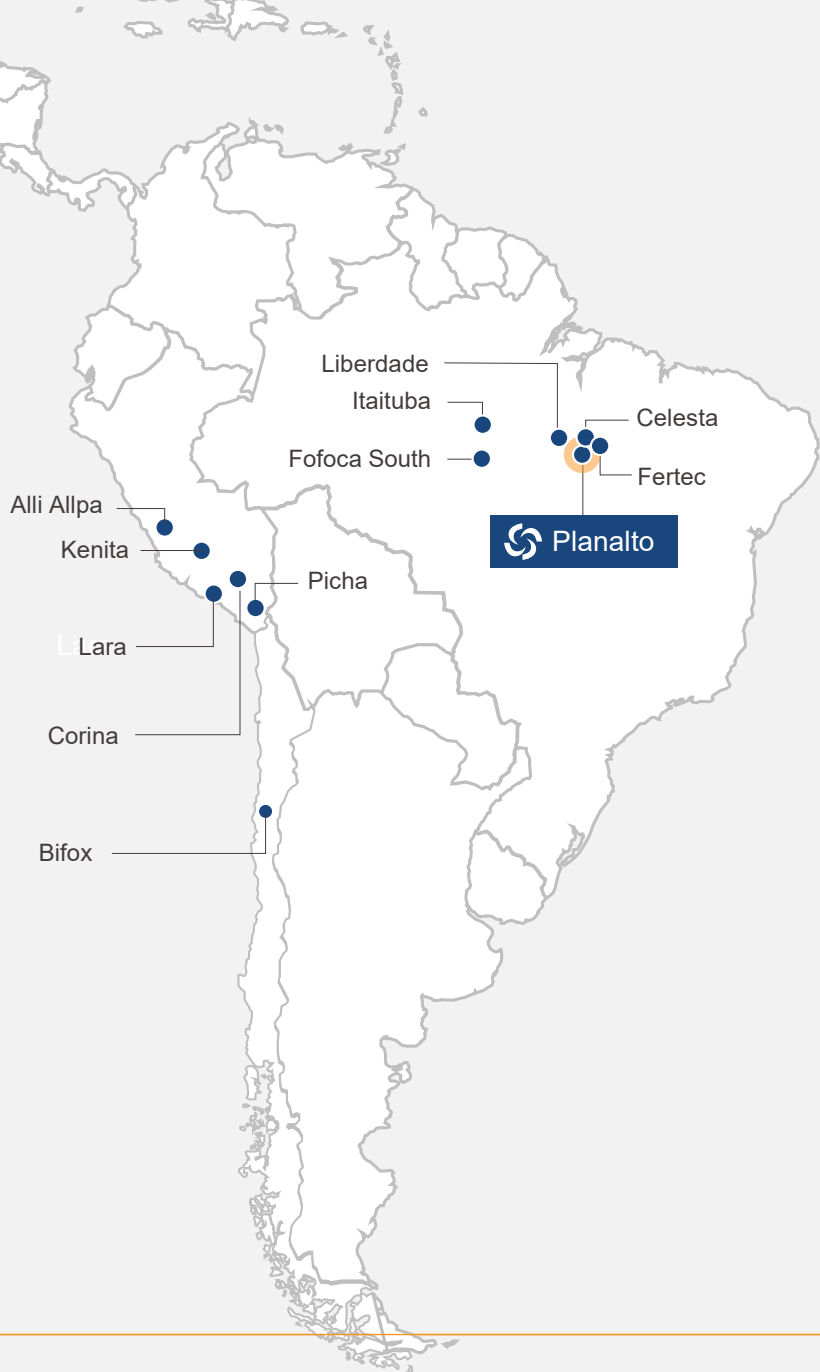 Liberdade
Itaituba
Celesta
Fofoca South
Fertec
Alli Allpa
Planalto
Kenita
Picha
Lara
Corina
Bifox